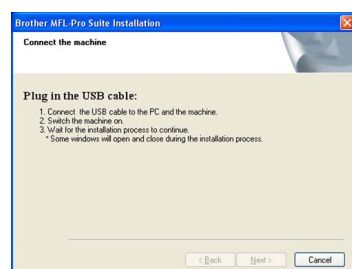 Brother MFL-Pro Suite Installation
Connect the machine
Plug in the USB cable:
1. Connect the USB cable to the PC and the machine.
2. Switch the machine on.
3. Wait for the installation process to continue.
* Some windows will open and close during the installation process.
< Back Next > Cancel